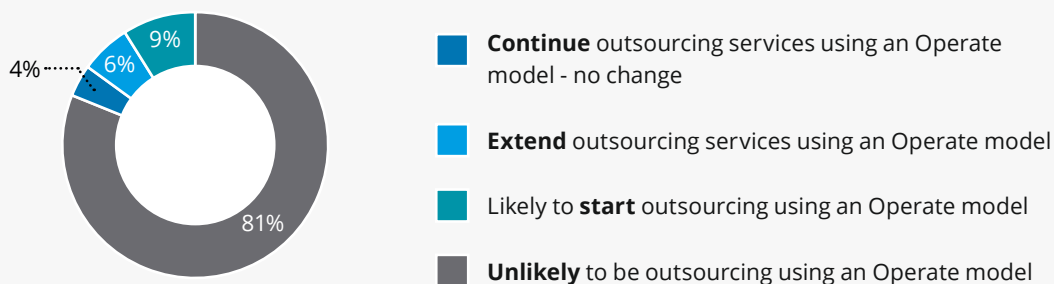 9%
6%
4%
81%
Continue outsourcing services using an Operate
model - no change
Extend outsourcing services using an Operate model
Likely to start outsourcing using an Operate model
Unlikely to be outsourcing using an Operate model